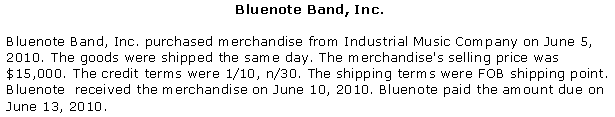 Bluenote Band, Inc.
Bluenote Band, Inc. purchased merchandise from Industrial Music Company on June 5,
2010. The goods were shipped the same day. The merchandise's selling price was
$15,000. The credit terms were 1/10, n/30. The shipping terms were FOB shipping point.
Bluenote received the merchandise on June 10, 2010. Bluenote paid the amount due on
June 13, 2010.